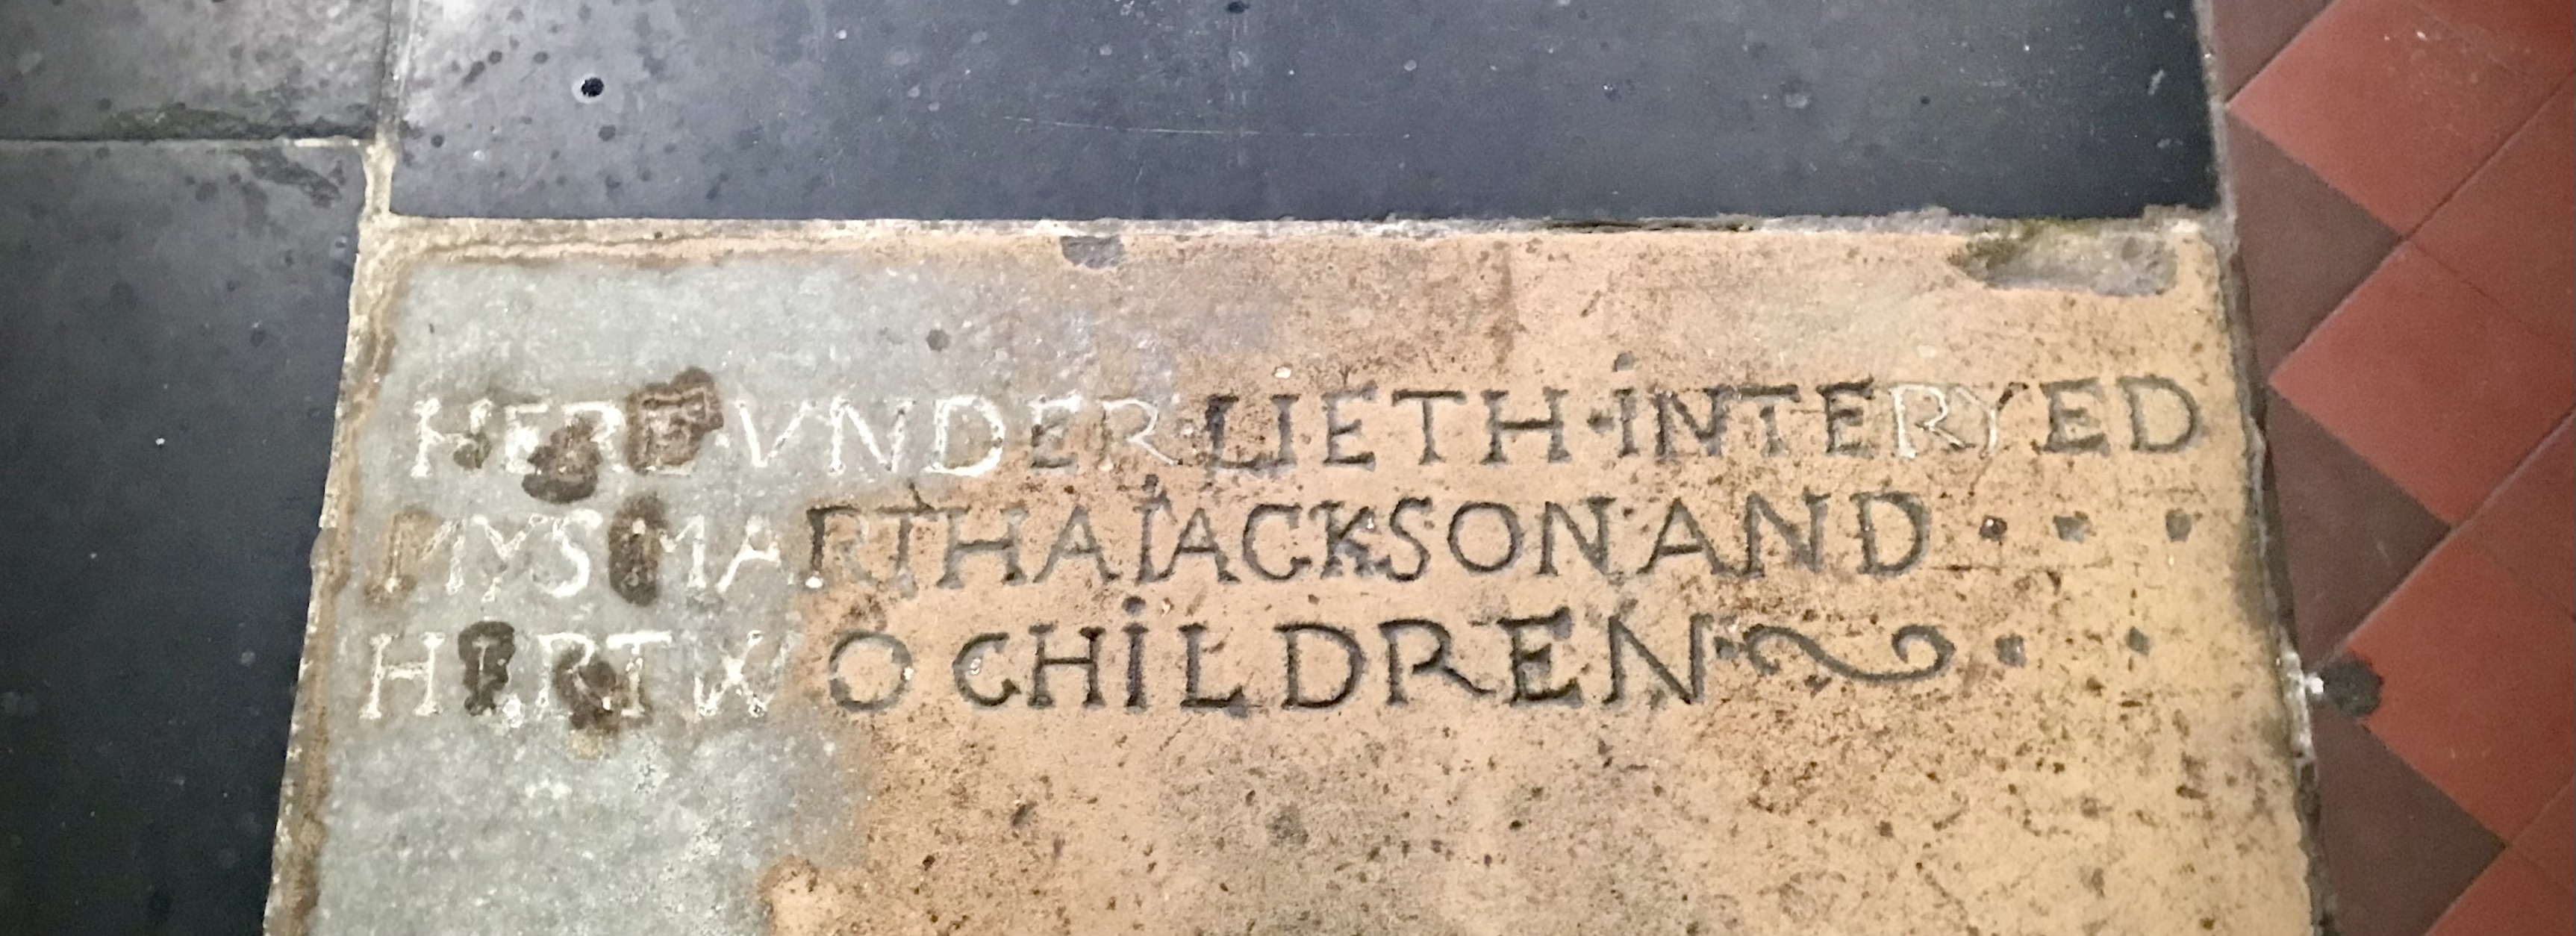 HERE·VNDER·LIETH·INTERYED
MYS MARTHA IACKSON AND
HER TWO CHILDREN